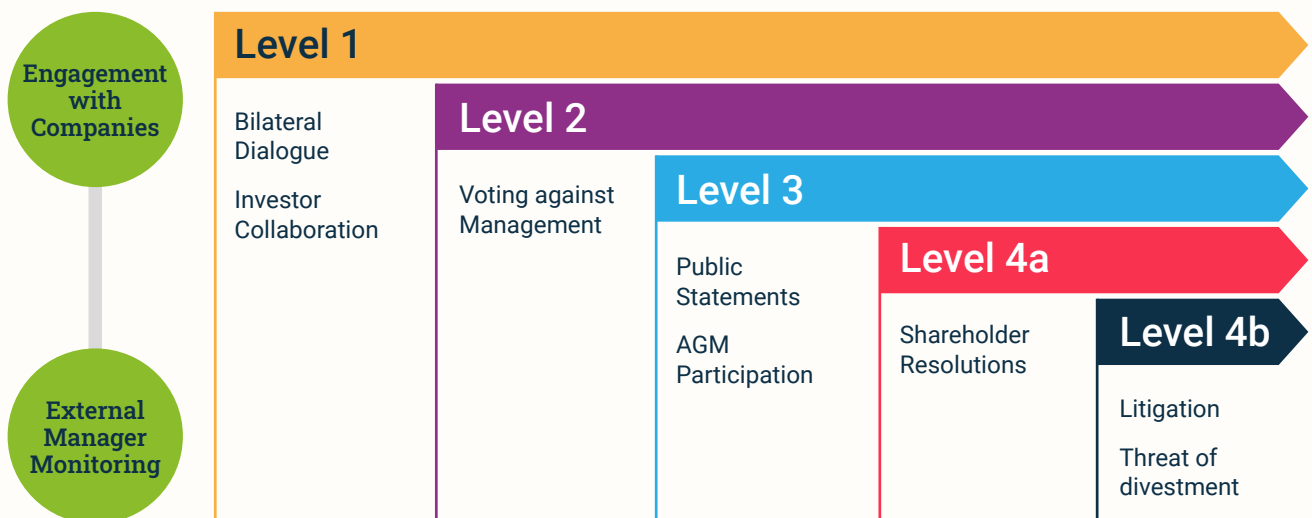 Engagement
with
Companies
External
Manager
Monitoring
Level 1
Bilateral
Dialogue
Investor
Collaboration
Level 2
Voting against
Management
Level 3
Public
Statements
AGM
Participation
Level 4a
Shareholder
Resolutions
Level 4b
Litigation
Threat of
divestment